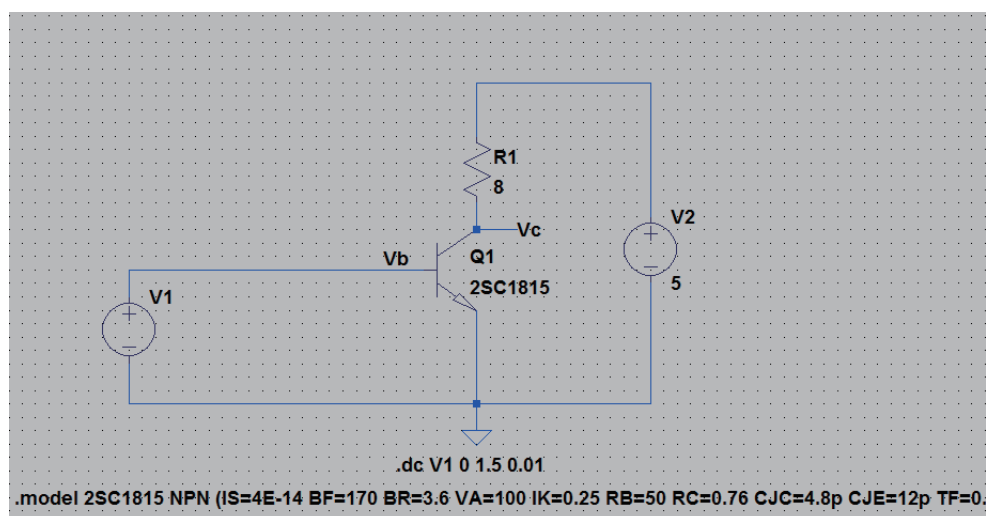 R1
8
Vc
V2
5
Vb
Q1
2SC1815
V1
.dc V1 0 1.5 0.01
.model 2SC1815 NPN (IS=4E-14 BF=170 BR=3.6 VA=100 IK=0.25 RB=50 RC=0.76 CJC=4.8p CJE=12p TF=0.